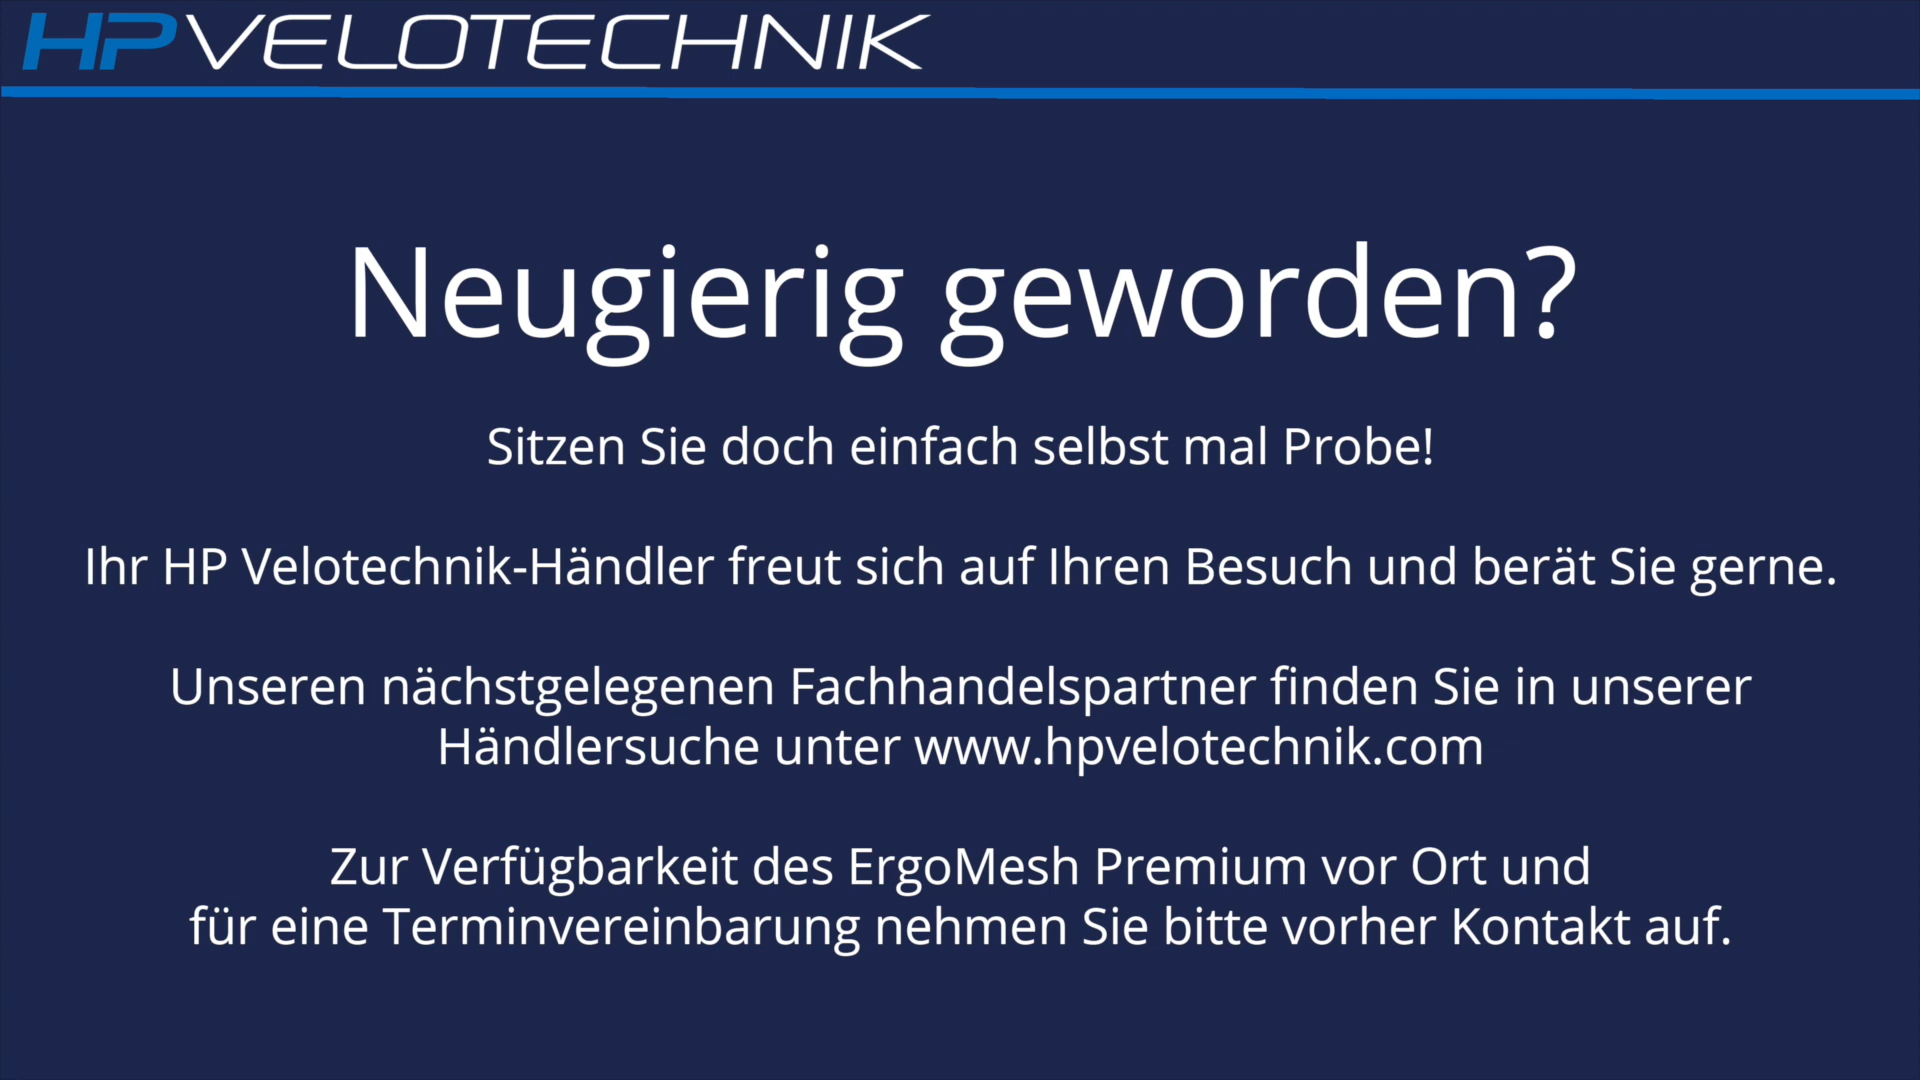 HP VELOTECHNIK
Neugierig geworden?
Sitzen Sie doch einfach selbst mal Probe!
Ihr HP Velotechnik-Händler freut sich auf Ihren Besuch und berät Sie gerne.
Unseren nächstgelegenen Fachhandelspartner finden Sie in unserer
Händlersuche unter www.hpvelotechnik.com
Zur Verfügbarkeit des ErgoMesh Premium vor Ort und
für eine Terminvereinbarung nehmen Sie bitte vorher Kontakt auf.